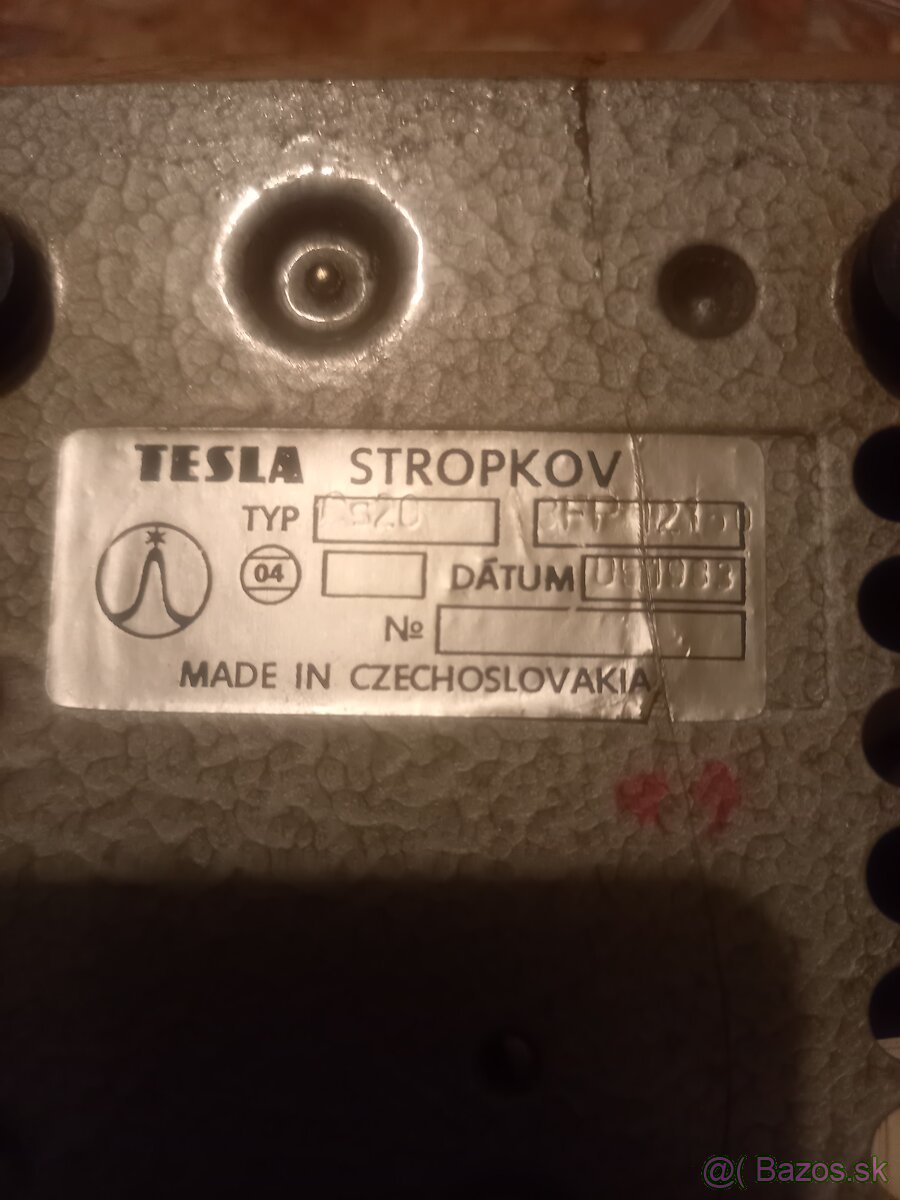 TESLA STROPKOV
TYP
04 DÁTUM
№
MADE IN CZECHOSLOVAKIA
@( Bazos.sk